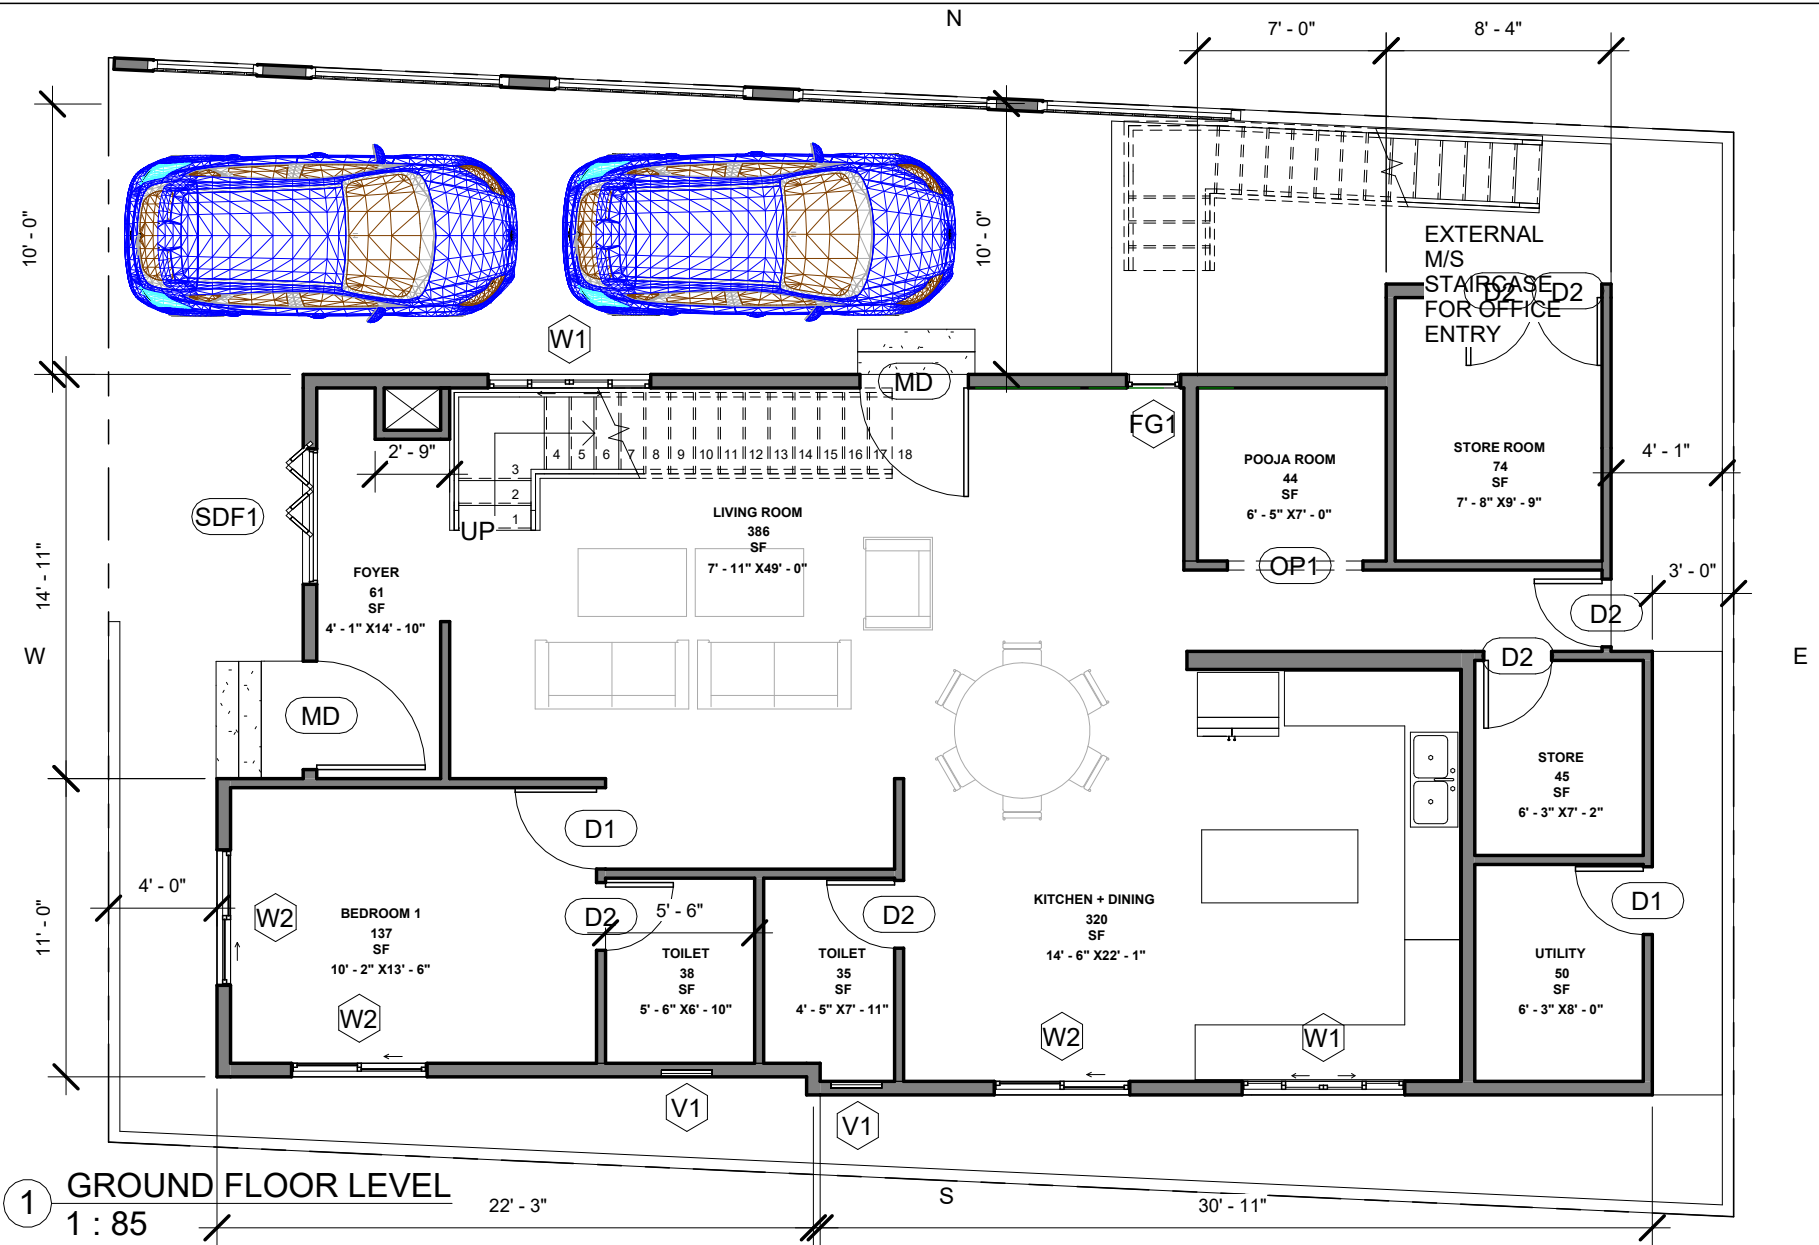 N
7' - 0"
8' - 4"
10' - 0"
10' - 0"
EXTERNAL
M/S
STAIRCASE
FOR OFFICE
ENTRY
D2
D2
W1
MD
FG1
2' - 9"
4
5
6
7
8
9
10
11
12
13
14
15
16
17
18
3
2
1
UP
SDF1
LIVING ROOM
386
SF
7' - 11" X49' - 0"
POOJA ROOM
44
SF
6' - 5" X7' - 0"
STORE ROOM
74
SF
7' - 8" X9' - 9"
4' - 1"
14' - 11"
FOYER
61
SF
4' - 1" X14' - 10"
OP1
3' - 0"
D2
D2
W
E
MD
STORE
45
SF
6' - 3" X7' - 2"
D1
4' - 0"
W2
BEDROOM 1
137
SF
10' - 2" X13' - 6"
D2
5' - 6"
D2
KITCHEN + DINING
320
SF
14' - 6" X22' - 1"
D1
11' - 0"
TOILET
38
SF
5' - 6" X6' - 10"
TOILET
35
SF
4' - 5" X7' - 11"
UTILITY
50
SF
6' - 3" X8' - 0"
W2
W2
W1
V1
V1
1
GROUND FLOOR LEVEL
1 : 85
22' - 3"
S
30' - 11"